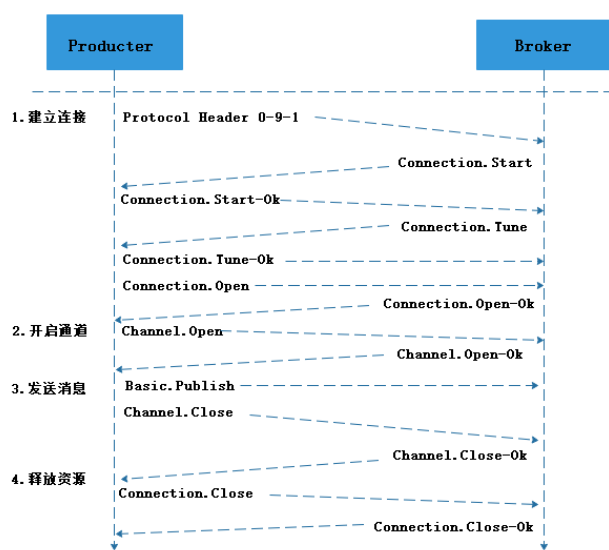 Producter
Broker
1.建立连接
Protocol Header 0-9-1
Connection.Start
Connection.Start-Ok
Connection.Tune
Connection.Tune-Ok
Connection.Open
Connection.Open-Ok
2.开启通道
Channel.Open
Channel.Open-Ok
3.发送消息
Basic.Publish
Channel.Close
Channel.Close-Ok
4.释放资源
Connection.Close
Connection.Close-Ok